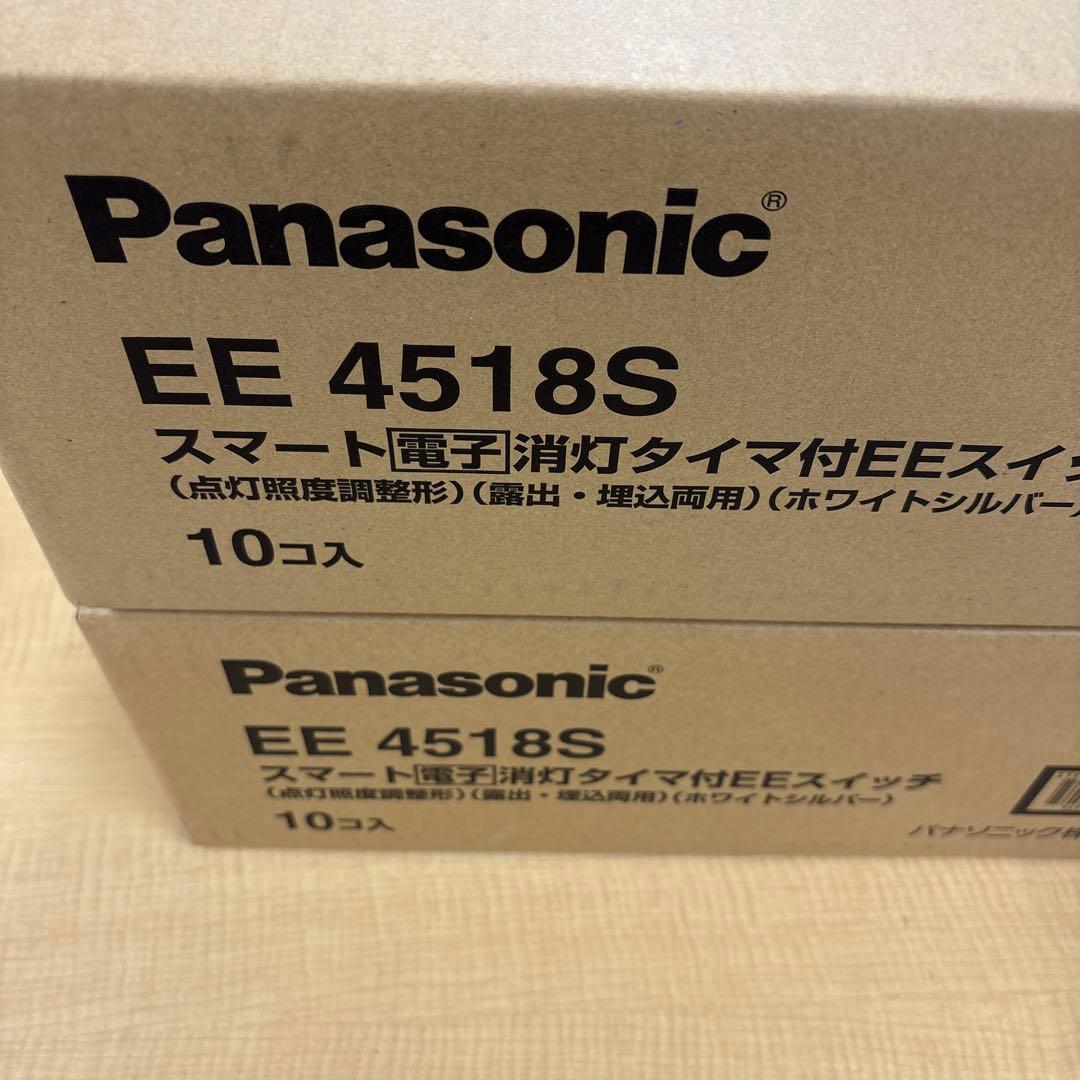 Panasonic®
EE 4518S
スマート電子消灯タイマ付EEスイッ
(点灯照度調整形)(露出・埋込両用)(ホワイトシルバー)
10コ入
Panasonic®
EE 4518S
スマート電子消灯タイマ付EEスイッチ
(点灯照度調整形)(露出・埋込両用)(ホワイトシルバー)
10コ入
パナソニック株